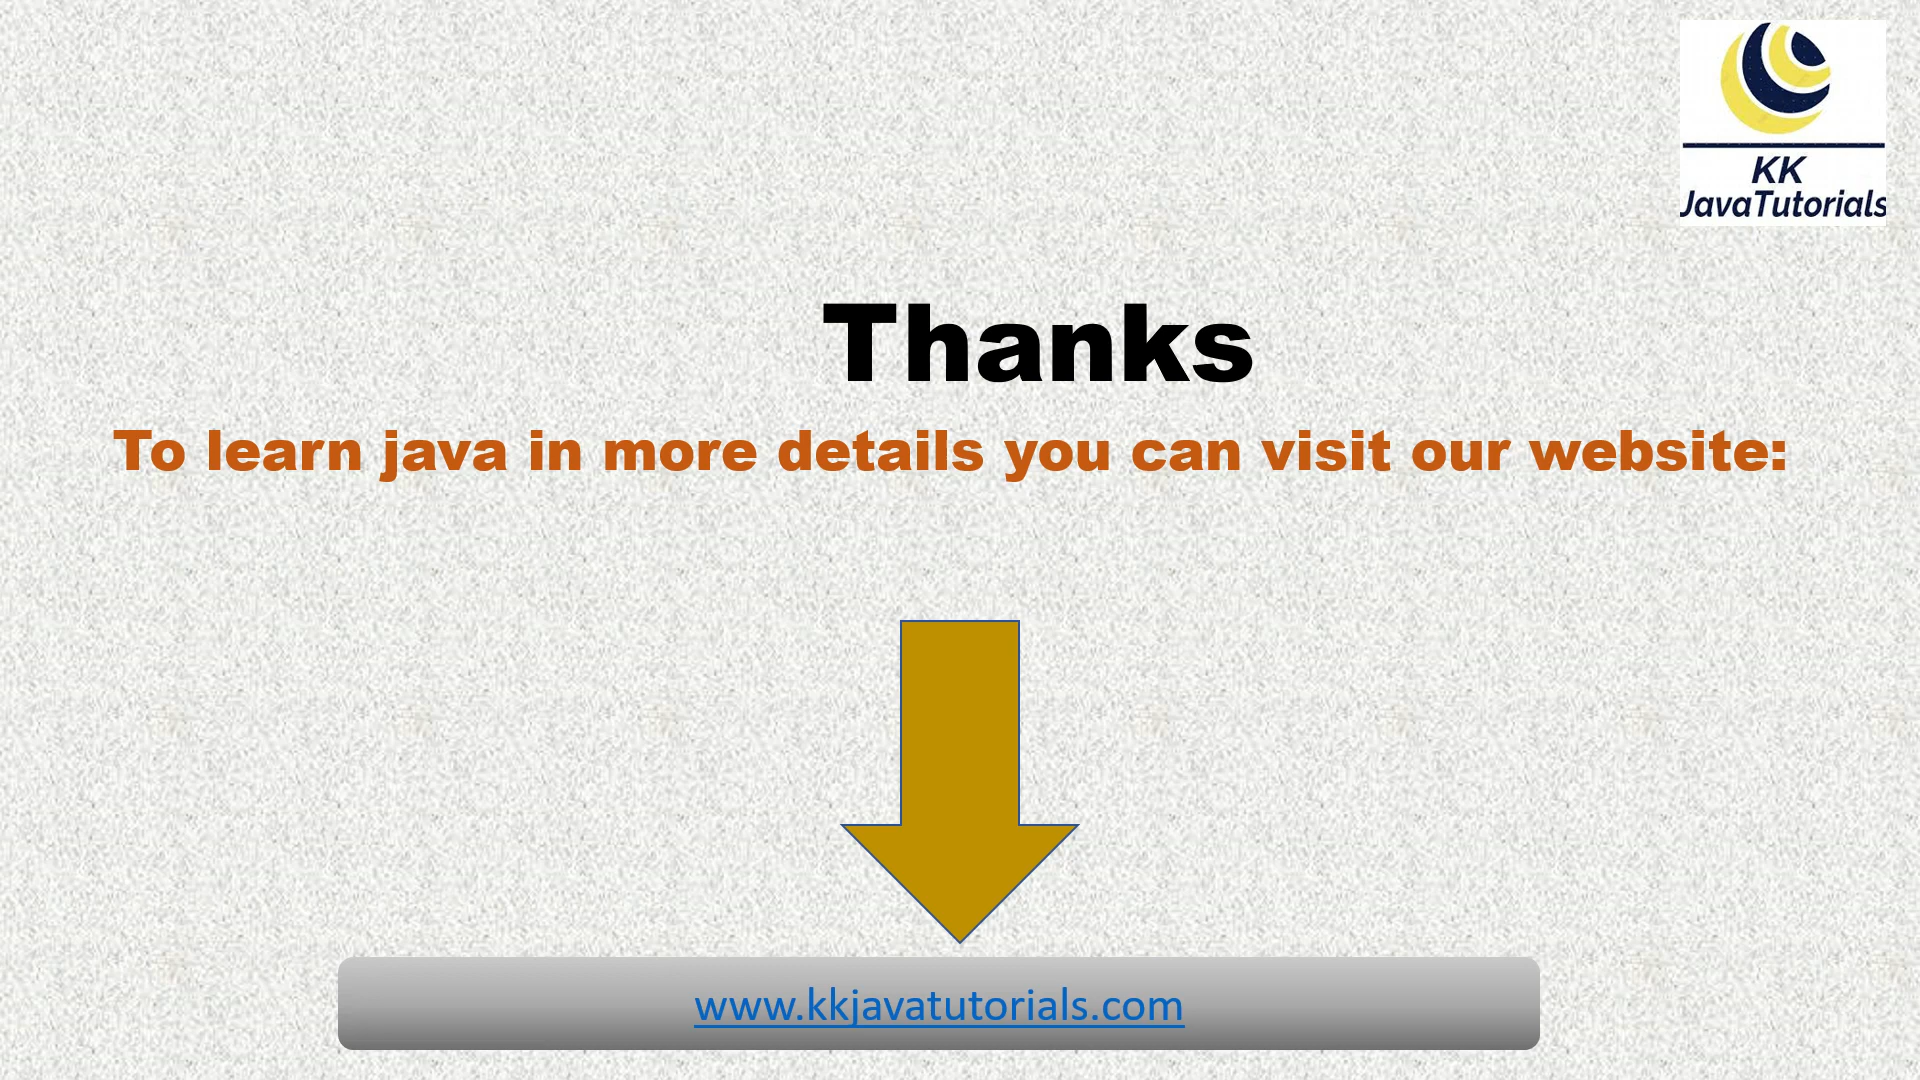 KK
JavaTutorials
Thanks
To learn java in more details you can visit our website:
www.kkjavatutorials.com